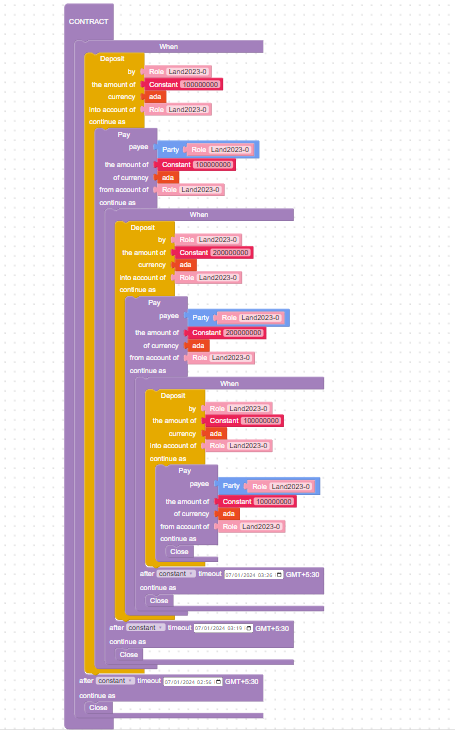 CONTRACT
When
Deposit
by Role Land2023-0
the amount of Constant 100000000
currency ada
into account of Role Land2023-0
continue as
Pay
payee Party Role Land2023-0
the amount of Constant 100000000
of currency ada
from account of Role Land2023-0
continue as
When
Deposit
by Role Land2023-0
the amount of Constant 200000000
currency ada
into account of Role Land2023-0
continue as
Pay
payee Party Role Land2023-0
the amount of Constant 200000000
of currency ada
from account of Role Land2023-0
continue as
When
Deposit
by Role Land2023-0
the amount of Constant 100000000
currency ada
into account of Role Land2023-0
continue as
Pay
payee Party Role Land2023-0
the amount of Constant 100000000
of currency ada
from account of Role Land2023-0
continue as
Close
after constant timeout 07/01/2024 03:26 GMT+5:30
continue as
Close
after constant timeout 07/01/2024 03:19 GMT+5:30
continue as
Close
after constant timeout 07/01/2024 02:56 GMT+5:30
continue as
Close